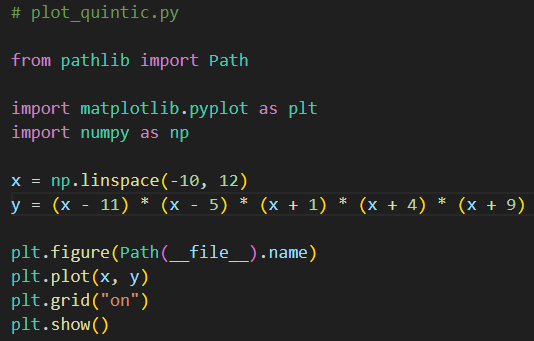 # plot_quintic.py
from pathlib import Path
import matplotlib.pyplot as plt
import numpy as np
x = np.linspace(-10, 12)
y = (x - 11) * (x - 5) * (x + 1) * (x + 4) * (x + 9)
plt.figure(Path(__file__).name)
plt.plot(x, y)
plt.grid("on")
plt.show()